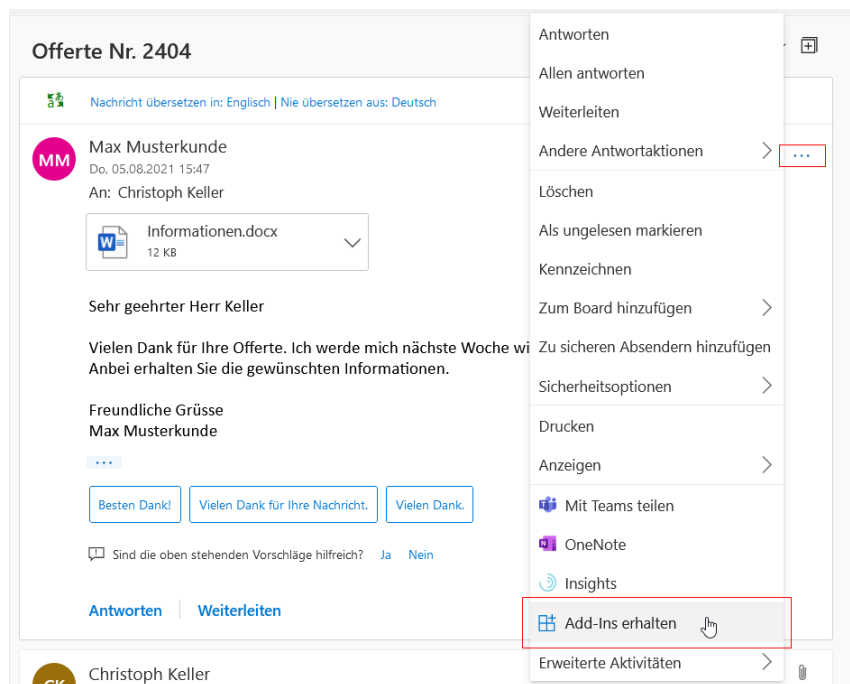 Offerte Nr. 2404
Nachricht übersetzen in: Englisch | Nie übersetzen aus: Deutsch
MM
Max Musterkunde
Do, 05.08.2021 15:47
An: Christoph Keller
Informationen.docx
12 KB
Sehr geehrter Herr Keller
Vielen Dank für Ihre Offerte. Ich werde mich nächste Woche wi
Anbei erhalten Sie die gewünschten Informationen.
Freundliche Grüsse
Max Musterkunde
...
Besten Dank!
Vielen Dank für Ihre Nachricht.
Vielen Dank.
Sind die oben stehenden Vorschläge hilfreich? Ja Nein
Antworten
Weiterleiten
CK
Christoph Keller
Antworten
Allen antworten
Weiterleiten
Andere Antwortaktionen
...
Löschen
Als ungelesen markieren
Kennzeichnen
Zum Board hinzufügen
Zu sicheren Absendern hinzufügen
Sicherheitsoptionen
Drucken
Anzeigen
Mit Teams teilen
OneNote
Insights
Add-Ins erhalten
Erweiterte Aktivitäten